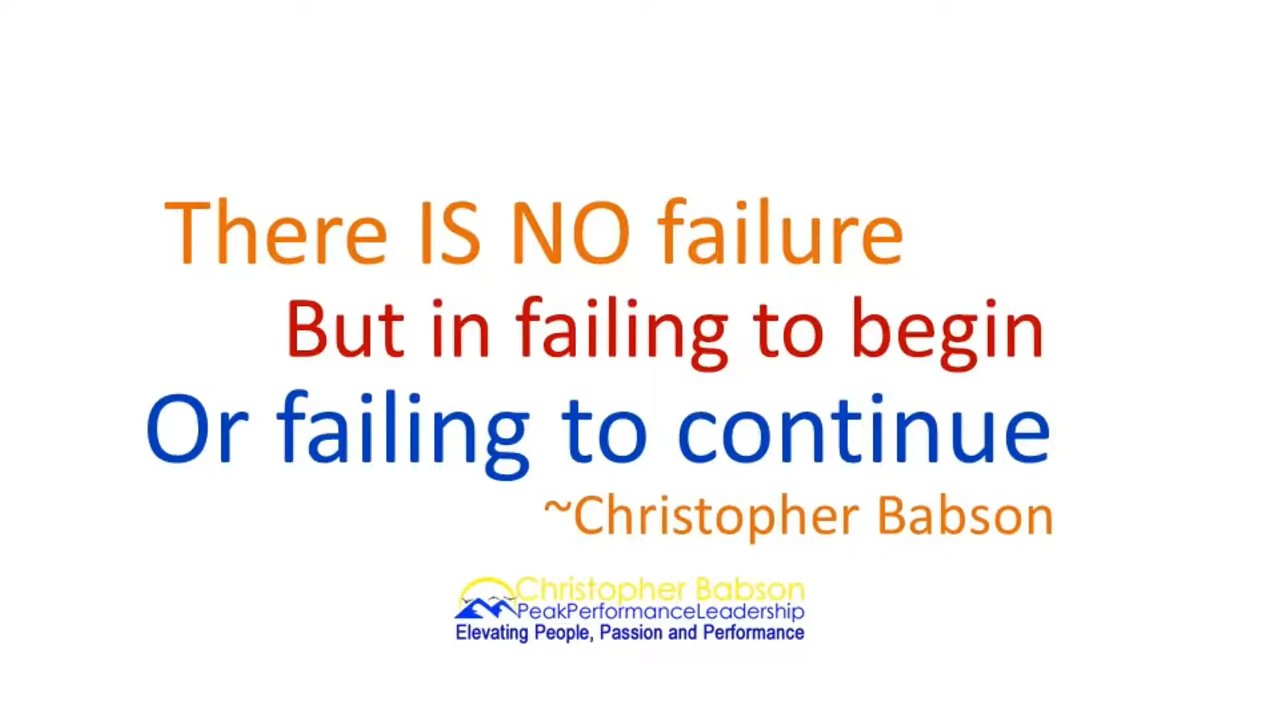 There IS NO failure
But in failing to begin
Or failing to continue
~Christopher Babson
Christopher Babson
PeakPerformanceLeadership
Elevating People, Passion and Performance